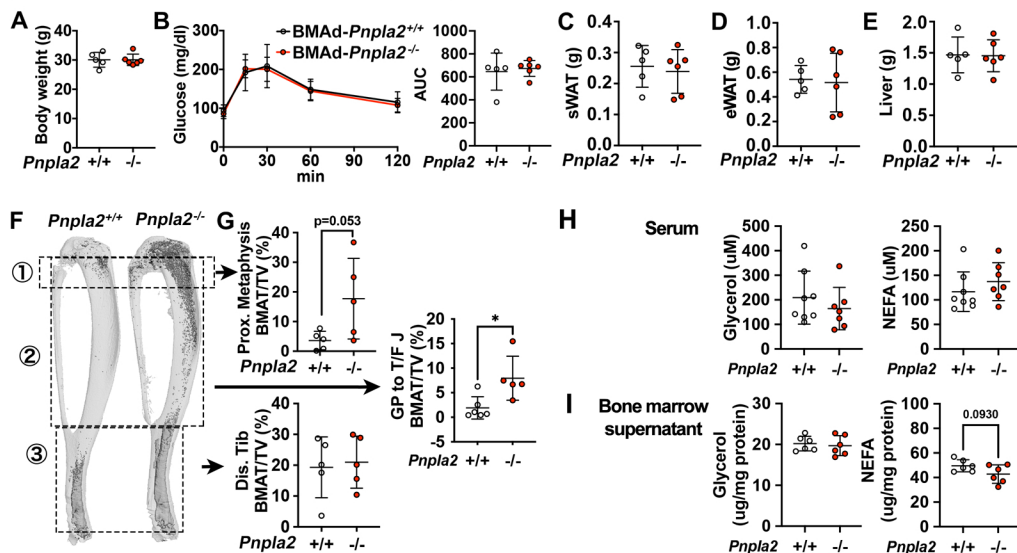 A
Body weight (g)
40
30
20
10
0
Pnpla2 +/+ -/-
B
Glucose (mg/dl)
400
300
200
100
0
0 30 60 90 120
min
BMAd-Pnpla2+/+
BMAd-Pnpla2-/-
AUC
1000
800
600
400
200
0
Pnpla2 +/+ -/-
C
sWAT (g)
0.4
0.3
0.2
0.1
0.0
Pnpla2 +/+ -/-
D
eWAT (g)
1.0
0.8
0.6
0.4
0.2
0.0
Pnpla2 +/+ -/-
E
Liver (g)
2.0
1.5
1.0
0.5
0.0
Pnpla2 +/+ -/-
F
Pnpla2+/+ Pnpla2-/-
①
②
③
G
Prox. Metaphysis
BMAT/TV (%)
40
30
20
10
0
p=0.053
Pnpla2 +/+ -/-
GP to T/F J
BMAT/TV (%)
20
15
10
5
0
-5
*
Pnpla2 +/+ -/-
Dis. Tib
BMAT/TV (%)
40
30
20
10
0
Pnpla2 +/+ -/-
H
Serum
Glycerol (uM)
500
400
300
200
100
0
Pnpla2 +/+ -/-
NEFA (uM)
250
200
150
100
50
0
Pnpla2 +/+ -/-
I
Bone marrow
supernatant
Glycerol
(ug/mg protein)
30
20
10
0
Pnpla2 +/+ -/-
NEFA
(ug/mg protein)
100
80
60
40
20
0
0.0930
Pnpla2 +/+ -/-